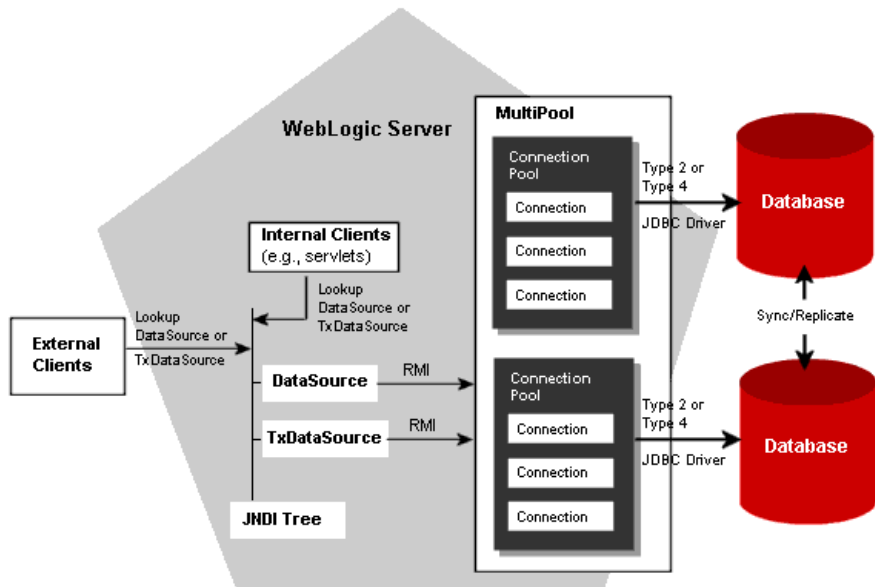 WebLogic Server
MultiPool
Connection
Pool
Connection
Connection
Connection
Type 2 or
Type 4
JDBC Driver
Database
Internal Clients
(e.g., servlets)
Lookup
DataSource or
TxDataSource
External
Clients
Lookup
DataSource or
TxDataSource
Sync/Replicate
DataSource
RMI
TxDataSource
RMI
JNDI Tree
Connection
Pool
Connection
Connection
Connection
Type 2 or
Type 4
JDBC Driver
Database